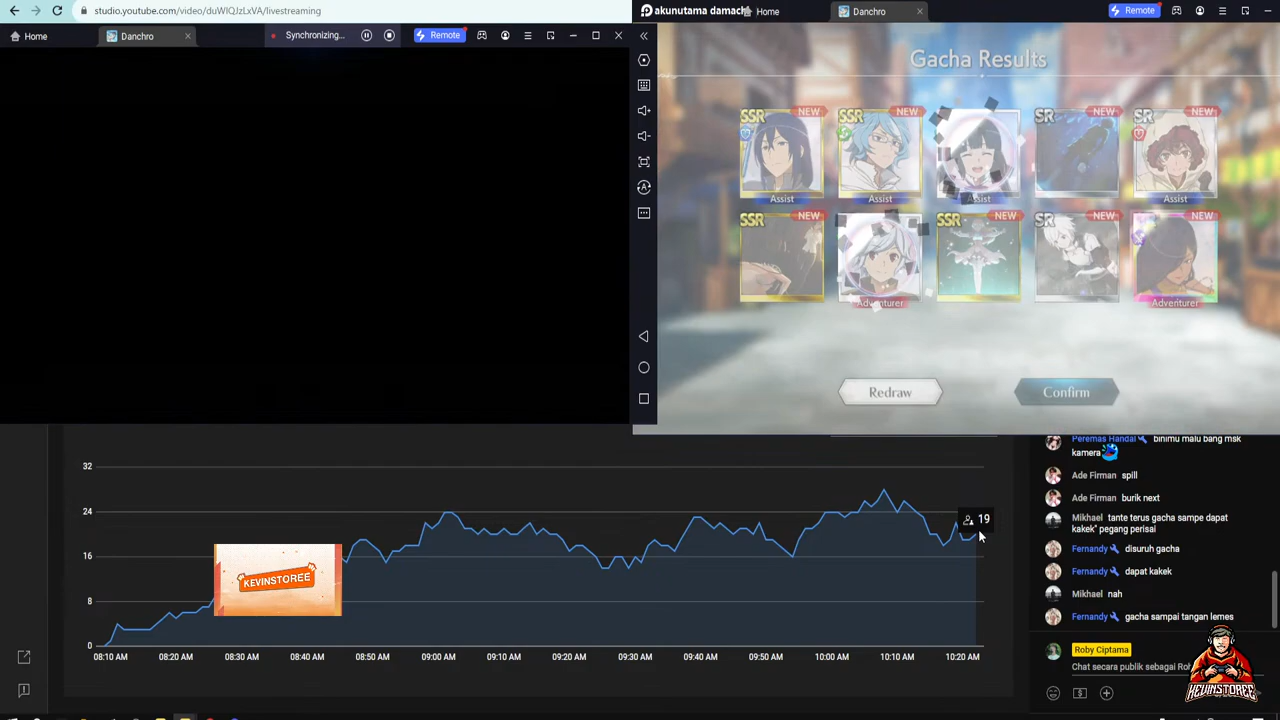 studio.youtube.com/video/duWlQJzLxVA/livestreaming
Home
Danchro
Synchronizing...
Remote
akunutama damach
Home
Danchro
Remote
Gacha Results
SSR NEW
SSR NEW
SR NEW
SR NEW
Assist
Assist
Assist
Assist
SSR NEW
SSR NEW
SR NEW
NEW
Adventurer
Adventurer
Redraw
Confirm
32
24
16
8
0
19
KEVINSTOREE
08:10 AM
08:20 AM
08:30 AM
08:40 AM
08:50 AM
09:00 AM
09:10 AM
09:20 AM
09:30 AM
09:40 AM
09:50 AM
10:00 AM
10:10 AM
10:20 AM
Peremas Handal binimu malu bang msk
kamera
Ade Firman spill
Ade Firman burik next
Mikhael tante terus gacha sampe dapat
kakek" pegang perisai
Fernandy disuruh gacha
Fernandy dapat kakek
Mikhael nah
Fernandy gacha sampai tangan lemes
Roby Ciptama
Chat secara publik sebagai Rob
KEVINSTOREE